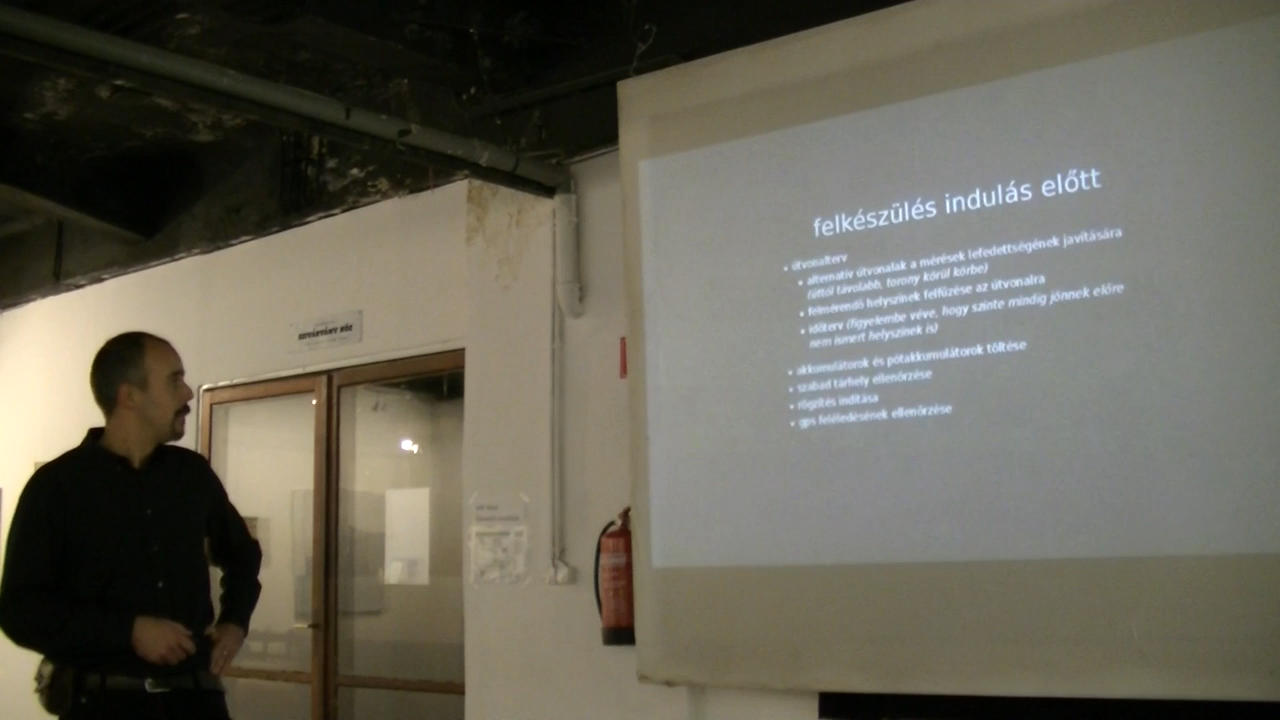 felkészülés indulás előtt
• útvonalterv
• alternatív útvonalak a mérések lefedettségének javítására
(úttól távolabb, torony körül körbe)
• felmérendő helyszínek felfűzése az útvonalra
• időterv (figyelembe véve, hogy szinte mindig jönnek előre
nem ismert helyszínek is)
• akkumulátorok és pótakkumulátorok töltése
• szabad tárhely ellenőrzése
• rögzítés indítása
• gps feléledésének ellenőrzése